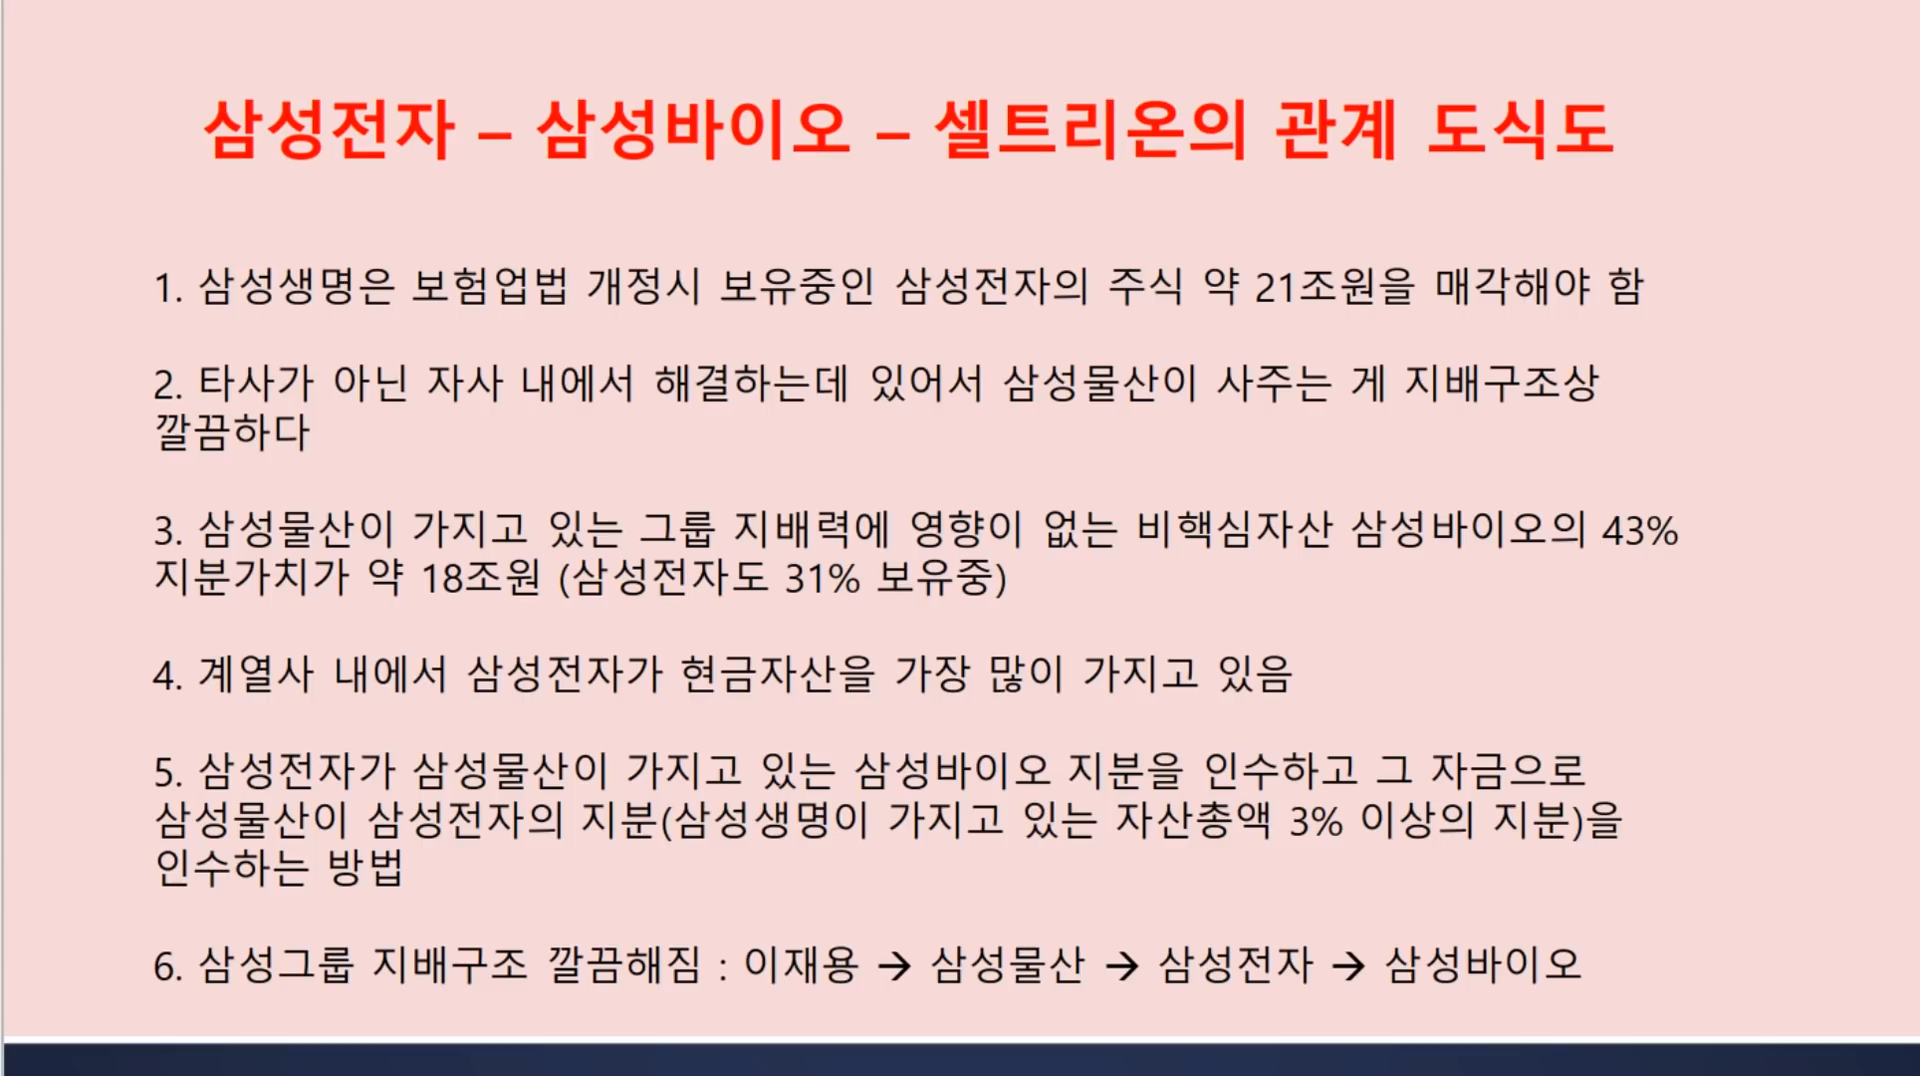 삼성전자 – 삼성바이오 – 셀트리온의 관계 도식도
1. 삼성생명은 보험업법 개정시 보유중인 삼성전자의 주식 약 21조원을 매각해야 함
2. 타사가 아닌 자사 내에서 해결하는데 있어서 삼성물산이 사주는 게 지배구조상
깔끔하다
3. 삼성물산이 가지고 있는 그룹 지배력에 영향이 없는 비핵심자산 삼성바이오의 43%
지분가치가 약 18조원 (삼성전자도 31% 보유중)
4. 계열사 내에서 삼성전자가 현금자산을 가장 많이 가지고 있음
5. 삼성전자가 삼성물산이 가지고 있는 삼성바이오 지분을 인수하고 그 자금으로
삼성물산이 삼성전자의 지분(삼성생명이 가지고 있는 자산총액 3% 이상의 지분)을
인수하는 방법
6. 삼성그룹 지배구조 깔끔해짐 : 이재용 → 삼성물산 → 삼성전자 → 삼성바이오